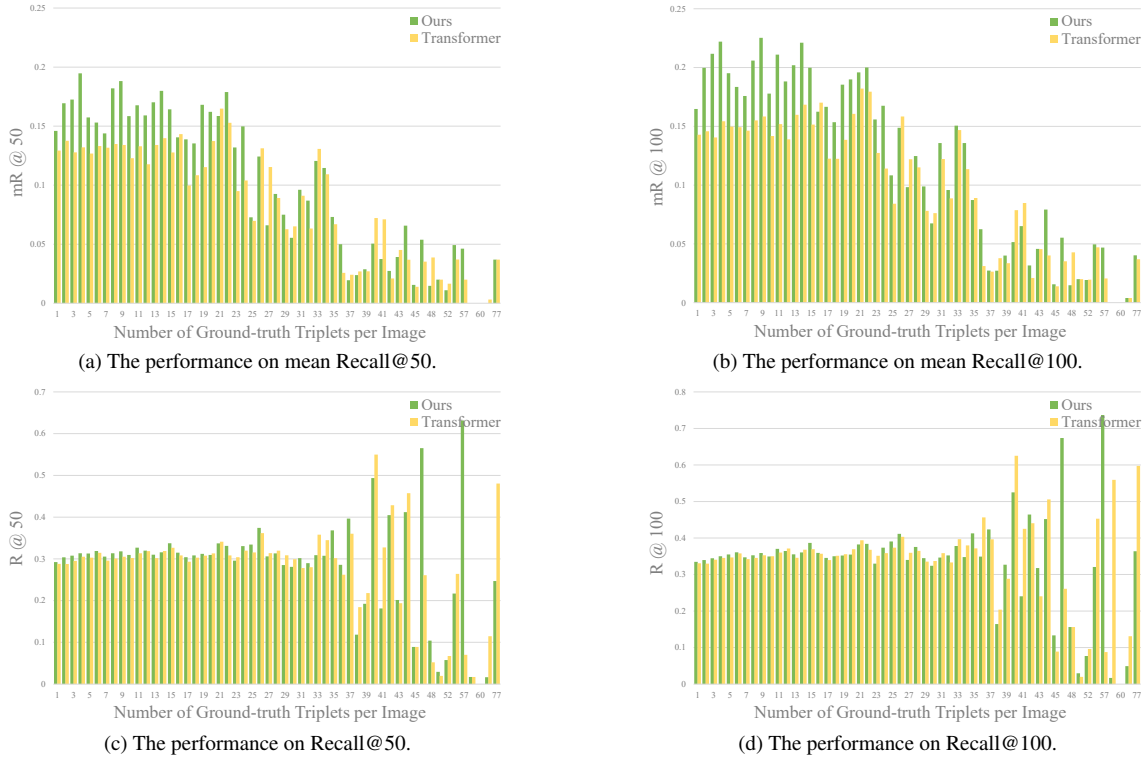 0.25
0.2
0.15
0.1
0.05
0
mR @ 50
Ours
Transformer
1 3 5 7 9 11 13 15 17 19 21 23 25 27 29 31 33 35 37 39 41 43 45 48 52 57 60 77
Number of Ground-truth Triplets per Image
(a) The performance on mean Recall@50.
0.25
0.2
0.15
0.1
0.05
0
mR @ 100
Ours
Transformer
1 3 5 7 9 11 13 15 17 19 21 23 25 27 29 31 33 35 37 39 41 43 45 48 52 57 60 77
Number of Ground-truth Triplets per Image
(b) The performance on mean Recall@100.
0.7
0.6
0.5
0.4
0.3
0.2
0.1
0
R @ 50
Ours
Transformer
1 3 5 7 9 11 13 15 17 19 21 23 25 27 29 31 33 35 37 39 41 43 45 48 52 57 60 77
Number of Ground-truth Triplets per Image
(c) The performance on Recall@50.
0.8
0.7
0.6
0.5
0.4
0.3
0.2
0.1
0
R @ 100
Ours
Transformer
1 3 5 7 9 11 13 15 17 19 21 23 25 27 29 31 33 35 37 39 41 43 45 48 52 57 60 77
Number of Ground-truth Triplets per Image
(d) The performance on Recall@100.